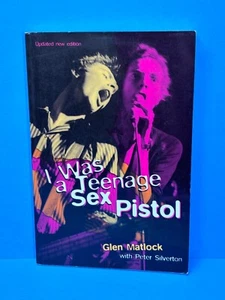 Updated new edition
I Was
a Teenage
Sex Pistol
Glen Matlock
with Peter Silverton